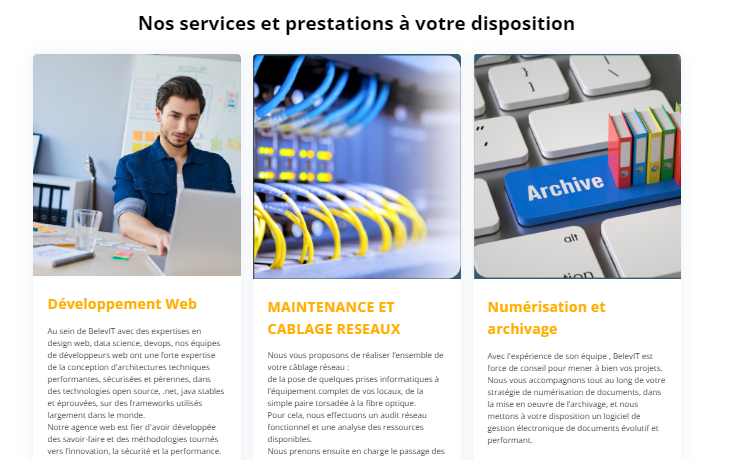 Nos services et prestations à votre disposition
}
;
\
"
,
Archive
alt
Développement Web
Au sein de BelevIT avec des expertises en
design web, data science, devops, nos équipes
de développeurs web ont une forte expertise
de la conception d'architectures techniques
performantes, sécurisées et pérennes, dans
des technologies open source, .net, java stables
et éprouvées, sur des frameworks utilisés
largement dans le monde.
Notre agence web est fier d'avoir développée
des savoir-faire et des méthodologies tournés
vers l'innovation, la sécurité et la performance.
MAINTENANCE ET
CABLAGE RESEAUX
Nous vous proposons de réaliser l'ensemble de
votre câblage réseau :
de la pose de quelques prises informatiques à
l'équipement complet de vos locaux, de la
simple paire torsadée à la fibre optique.
Pour cela, nous effectuons un audit réseau
fonctionnel et une analyse des ressources
disponibles.
Nous prenons ensuite en charge le passage des
Numérisation et
archivage
Avec l'expérience de son équipe , BelevIT est
force de conseil pour mener à bien vos projets.
Nous vous accompagnons tout au long de votre
stratégie de numérisation de documents, dans
la mise en oeuvre de l'archivage, et nous
mettons à votre disposition un logiciel de
gestion électronique de documents évolutif et
performant.